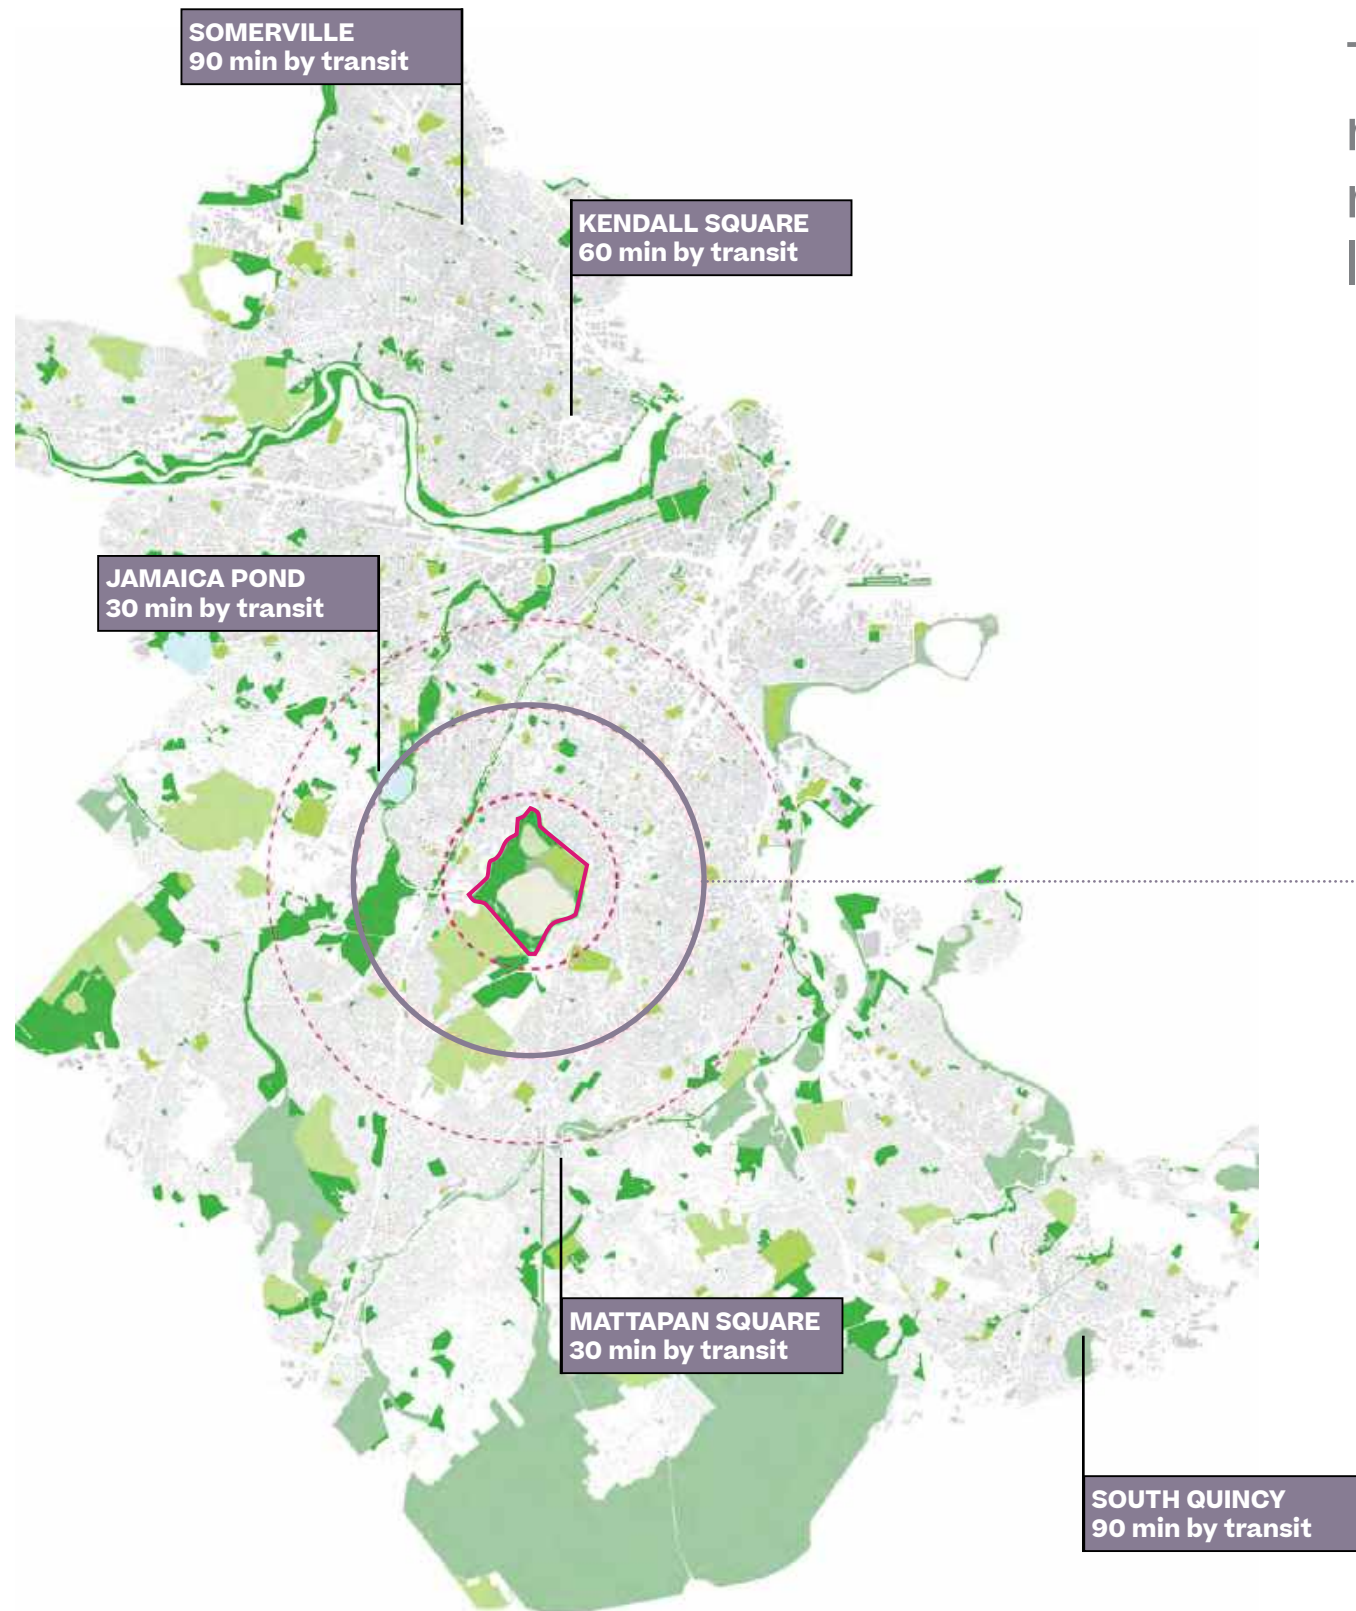 SOMERVILLE
90 min by transit
KENDALL SQUARE
60 min by transit
JAMAICA POND
30 min by transit
MATTAPAN SQUARE
30 min by transit
SOUTH QUINCY
90 min by transit